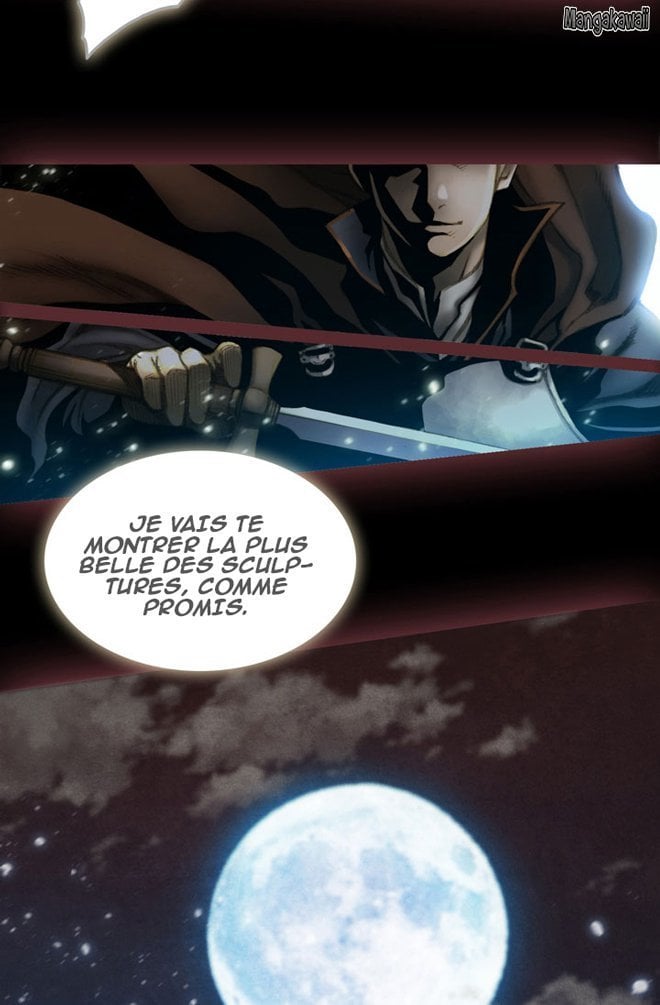 Mangakawaii
JE VAIS TE
MONTRER LA PLUS
BELLE DES SCULP-
TURES, COMME
PROMIS.